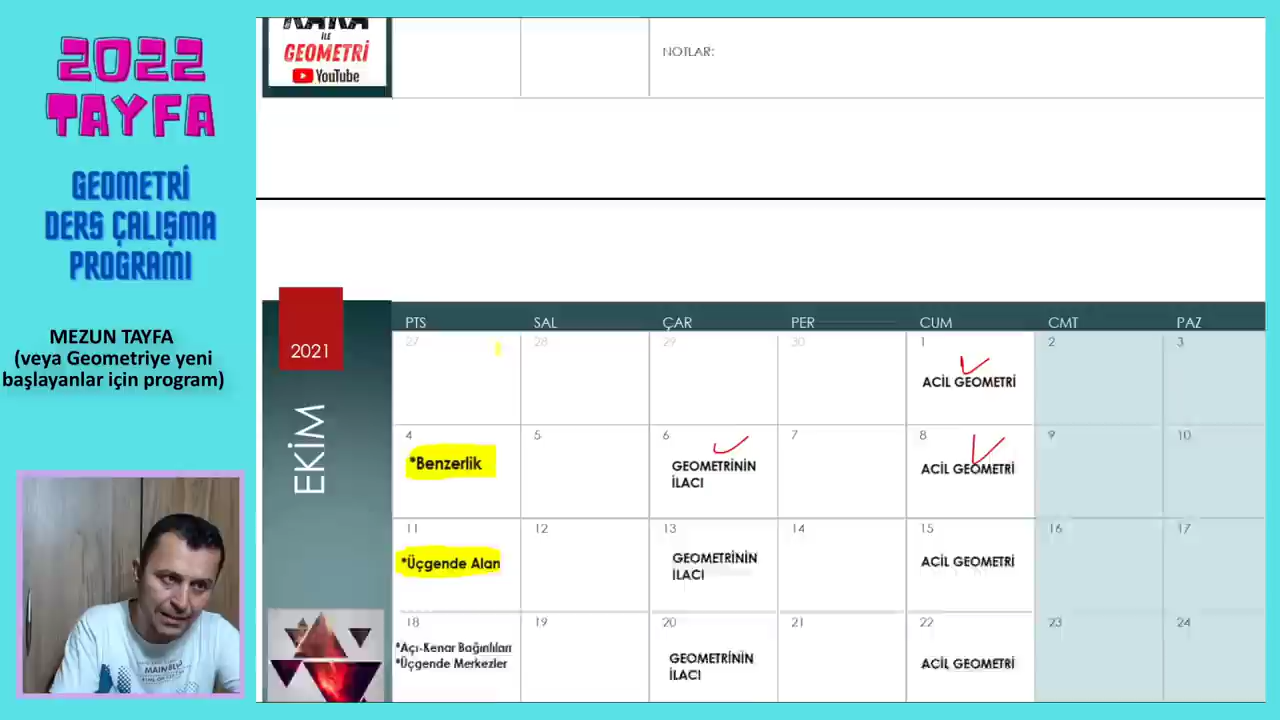 2022
TAYFA
GEOMETRİ
DERS ÇALIŞMA
PROGRAMI
MEZUN TAYFA
(veya Geometriye yeni
başlayanlar için program)
İLE
GEOMETRİ
YouTube
NOTLAR:
2021
EKİM
PTS SAL ÇAR PER CUM CMT PAZ
27 28 29 30 1 2 3
ACİL GEOMETRİ
4 5 6 7 8 9 10
*Benzerlik
GEOMETRİNİN
İLACI
ACİL GEOMETRİ
11 12 13 14 15 16 17
*Üçgende Alan
GEOMETRİNİN
İLACI
ACİL GEOMETRİ
18 19 20 21 22 23 24
*Açı-Kenar Bağınlıları
*Üçgende Merkezler
GEOMETRİNİN
İLACI
ACİL GEOMETRİ